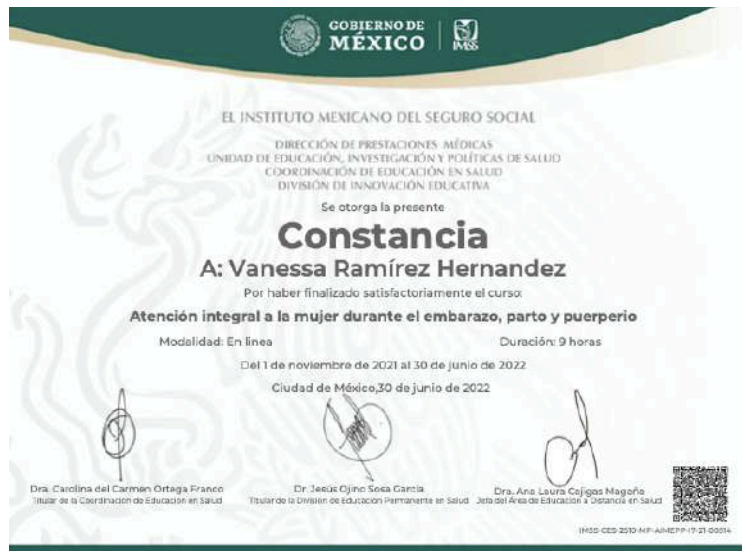 GOBIERNO DE
MÉXICO
IMSS
EL INSTITUTO MEXICANO DEL SEGURO SOCIAL
DIRECCIÓN DE PRESTACIONES MÉDICAS
UNIDAD DE EDUCACIÓN, INVESTIGACIÓN Y POLÍTICAS DE SALUD
COORDINACIÓN DE EDUCACIÓN EN SALUD
DIVISIÓN DE INNOVACIÓN EDUCATIVA
Se otorga la presente
Constancia
A: Vanessa Ramírez Hernandez
Por haber finalizado satisfactoriamente el curso:
Atención integral a la mujer durante el embarazo, parto y puerperio
Modalidad: En linea Duración: 9 horas
Del 1 de noviembre de 2021 al 30 de junio de 2022
Ciudad de México,30 de junio de 2022
Dra. Carolina del Carmen Ortega Franco Dr. Jesús Ojino Sosa García Dra. Ana Laura Cajigas Magaña
Titular de la Coordinación de Educación en Salud Titular de la División de Educación Permanente en Salud Jefa del Área de Educación a Distancia en Salud